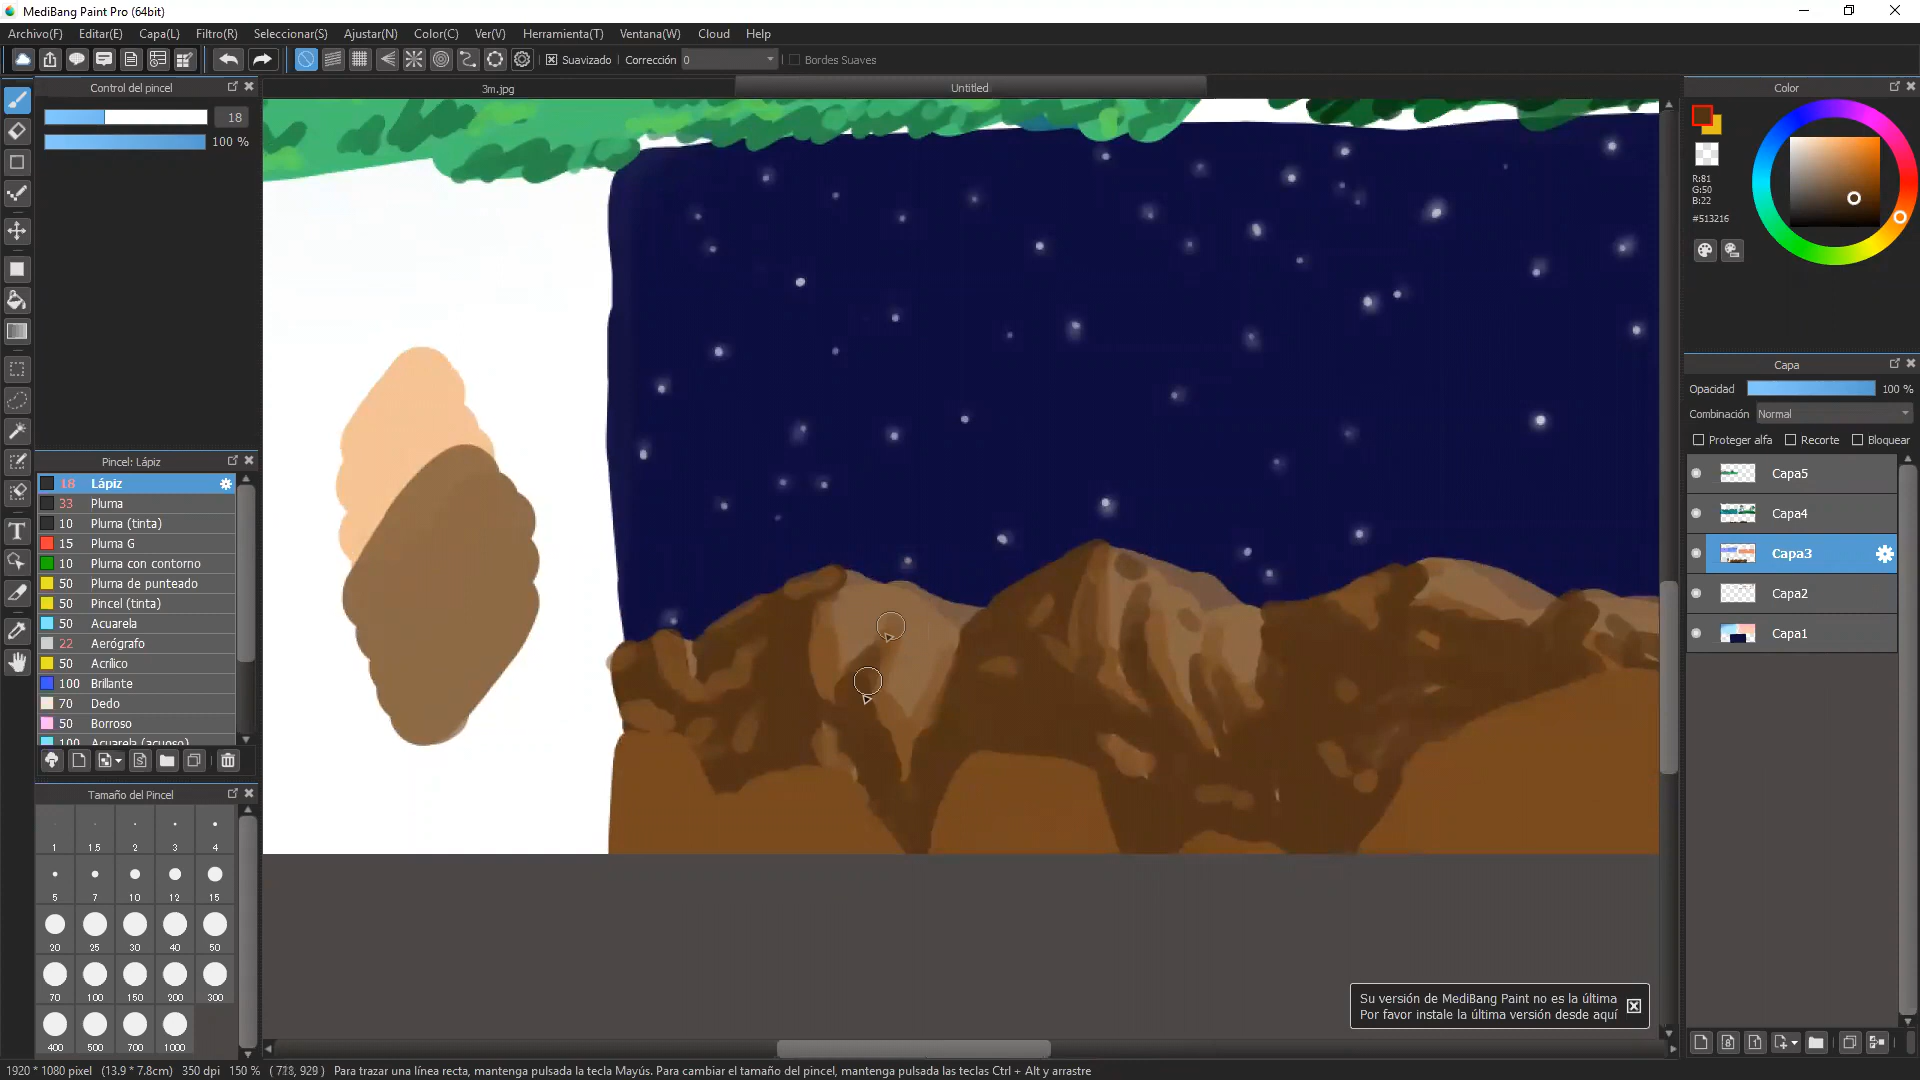 MediBang Paint Pro (64bit)
Archivo(F) Editar(E) Capa(L) Filtro(R) Seleccionar(S) Ajustar(N) Color(C) Ver(V) Herramienta(T) Ventana(W) Cloud Help
Suavizado Corrección 0 Bordes Suaves
Control del pincel
3m.jpg Untitled
Color
18
100 %
R:81
G:50
B:22
#513216
Capa
Opacidad 100 %
Combinación Normal
Proteger alfa Recorte Bloquear
Capa5
Capa4
Capa3
Capa2
Capa1
Pincel: Lápiz
18 Lápiz
33 Pluma
10 Pluma (tinta)
15 Pluma G
10 Pluma con contorno
50 Pluma de punteado
50 Pincel (tinta)
50 Acuarela
22 Aerógrafo
50 Acrílico
100 Brillante
70 Dedo
50 Borroso
100 Acuarela (acuoso)
Tamaño del Pincel
1 1.5 2 3 4
5 7 10 12 15
20 25 30 40 50
70 100 150 200 300
400 500 700 1000
Su versión de MediBang Paint no es la última
Por favor instale la última versión desde aquí
1920 * 1080 pixel (13.9 * 7.8cm) 350 dpi 150 % Para trazar una línea recta, mantenga pulsada la tecla Mayús. Para cambiar el tamaño del pincel, mantenga pulsada las teclas Ctrl + Alt y arrastre